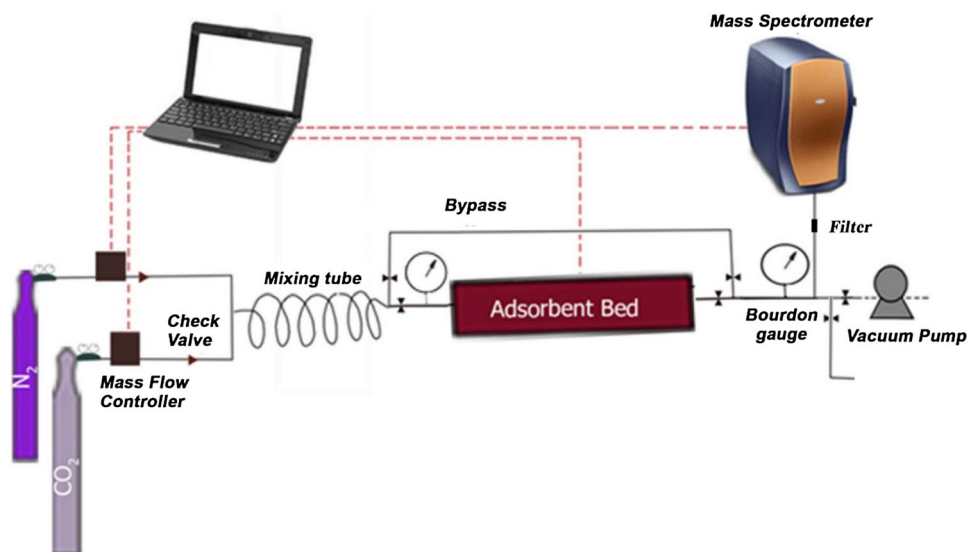 Mass Spectrometer
Bypass
Filter
Mixing tube
Adsorbent Bed
Check
Valve
Bourdon
gauge
Vacuum Pump
Mass Flow
Controller
N2
CO2